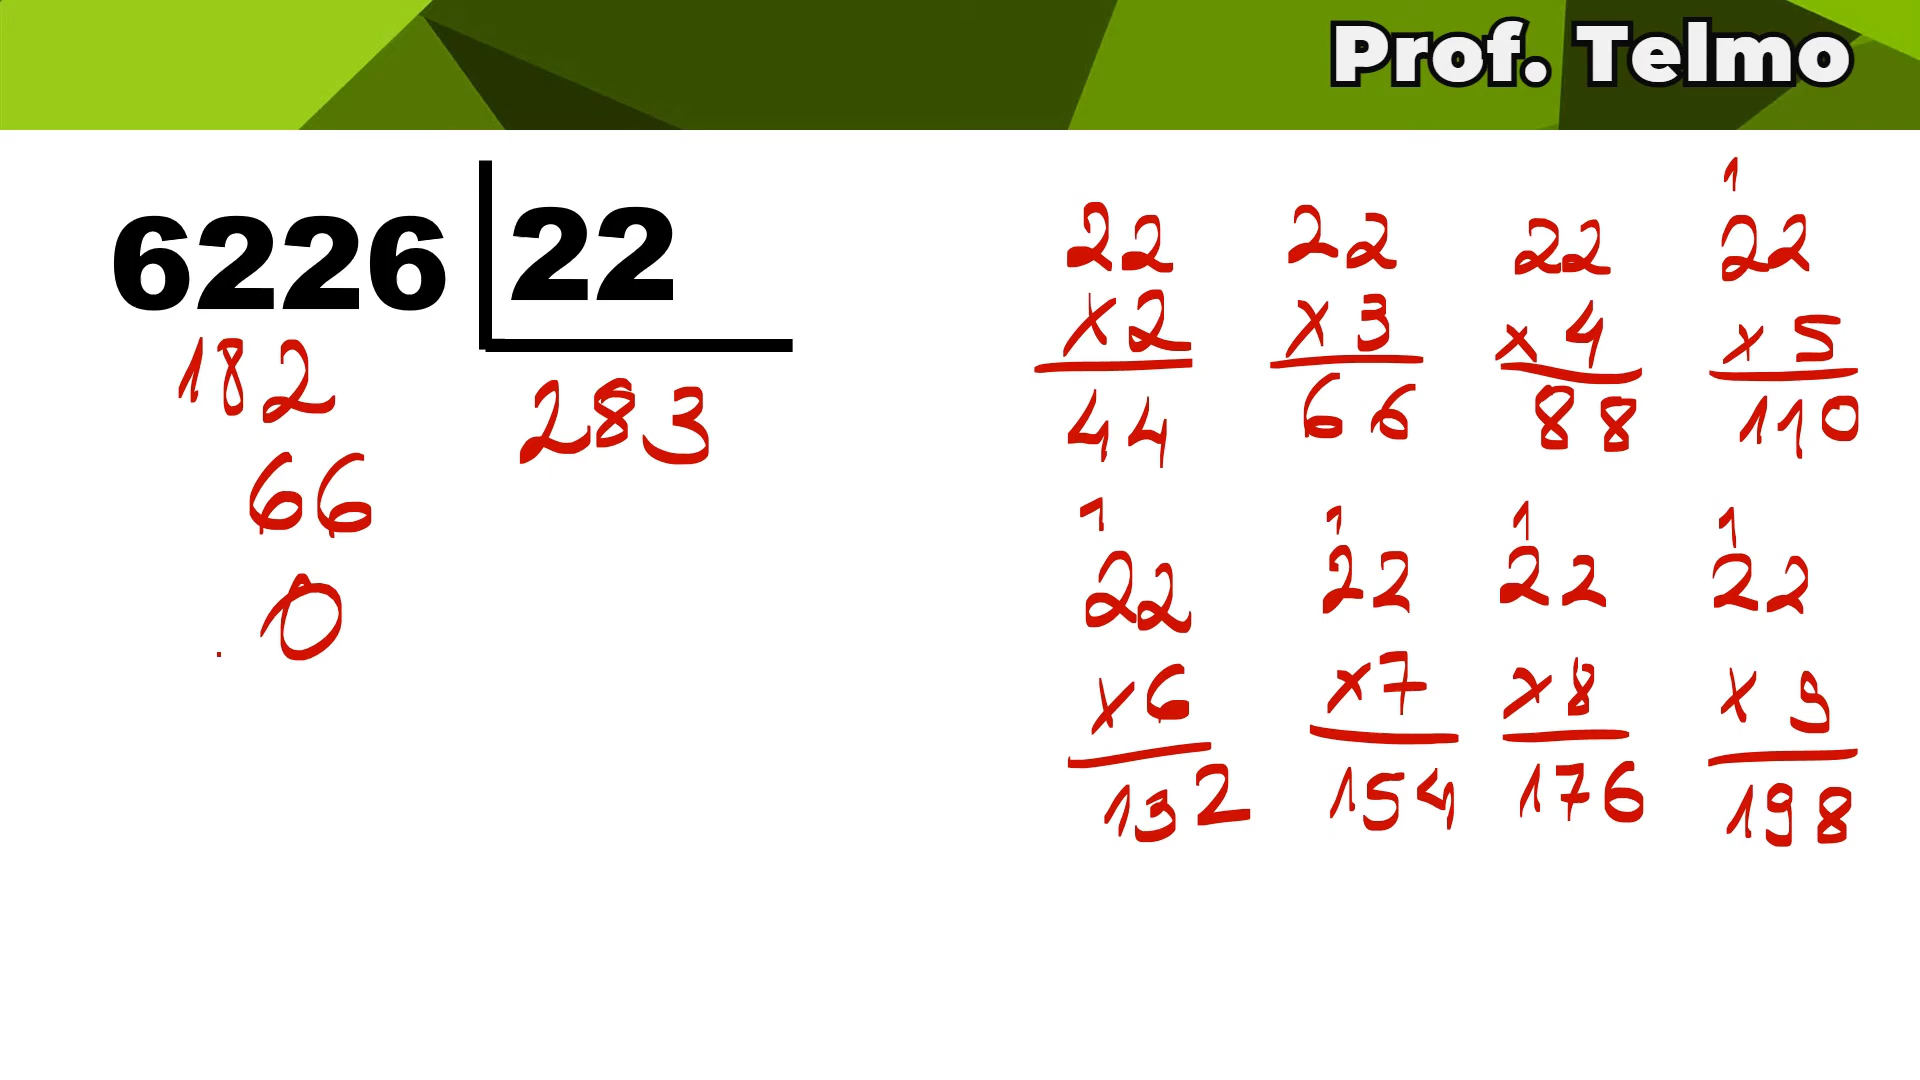 Prof. Telmo
6226 22
182 283
66
0
22 22 22 1 22
x2 x3 x4 x5
44 66 88 110
1 1 1 1
22 22 22 22
x6 x7 x8 x9
132 154 176 198